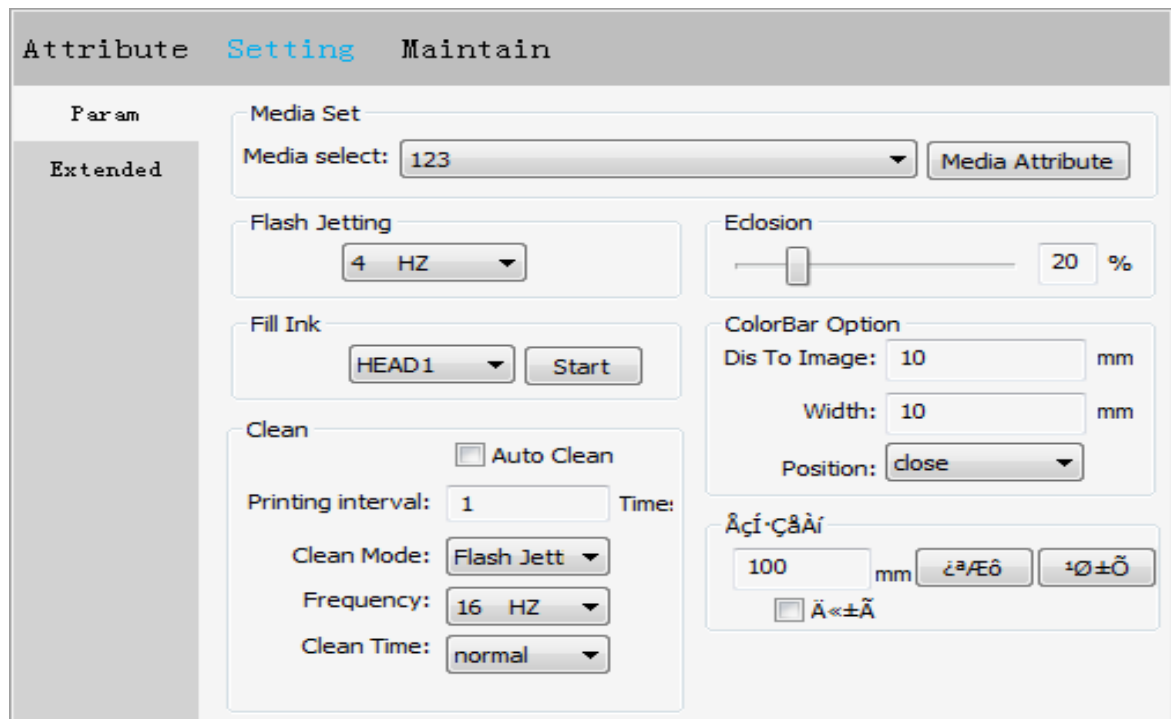 Attribute Setting Maintain
Param
Extended
Media Set
Media select: 123 Media Attribute
Flash Jetting
4 HZ
Eclosion
20 %
Fill Ink
HEAD1 Start
ColorBar Option
Dis To Image: 10 mm
Width: 10 mm
Position: close
Clean
Auto Clean
Printing interval: 1 Time:
Clean Mode: Flash Jett
Frequency: 16 HZ
Clean Time: normal
ÅçÍ·ÇåÀí
100 mm ¿ªÆô ¹Ø±Õ
Ä«±Ã